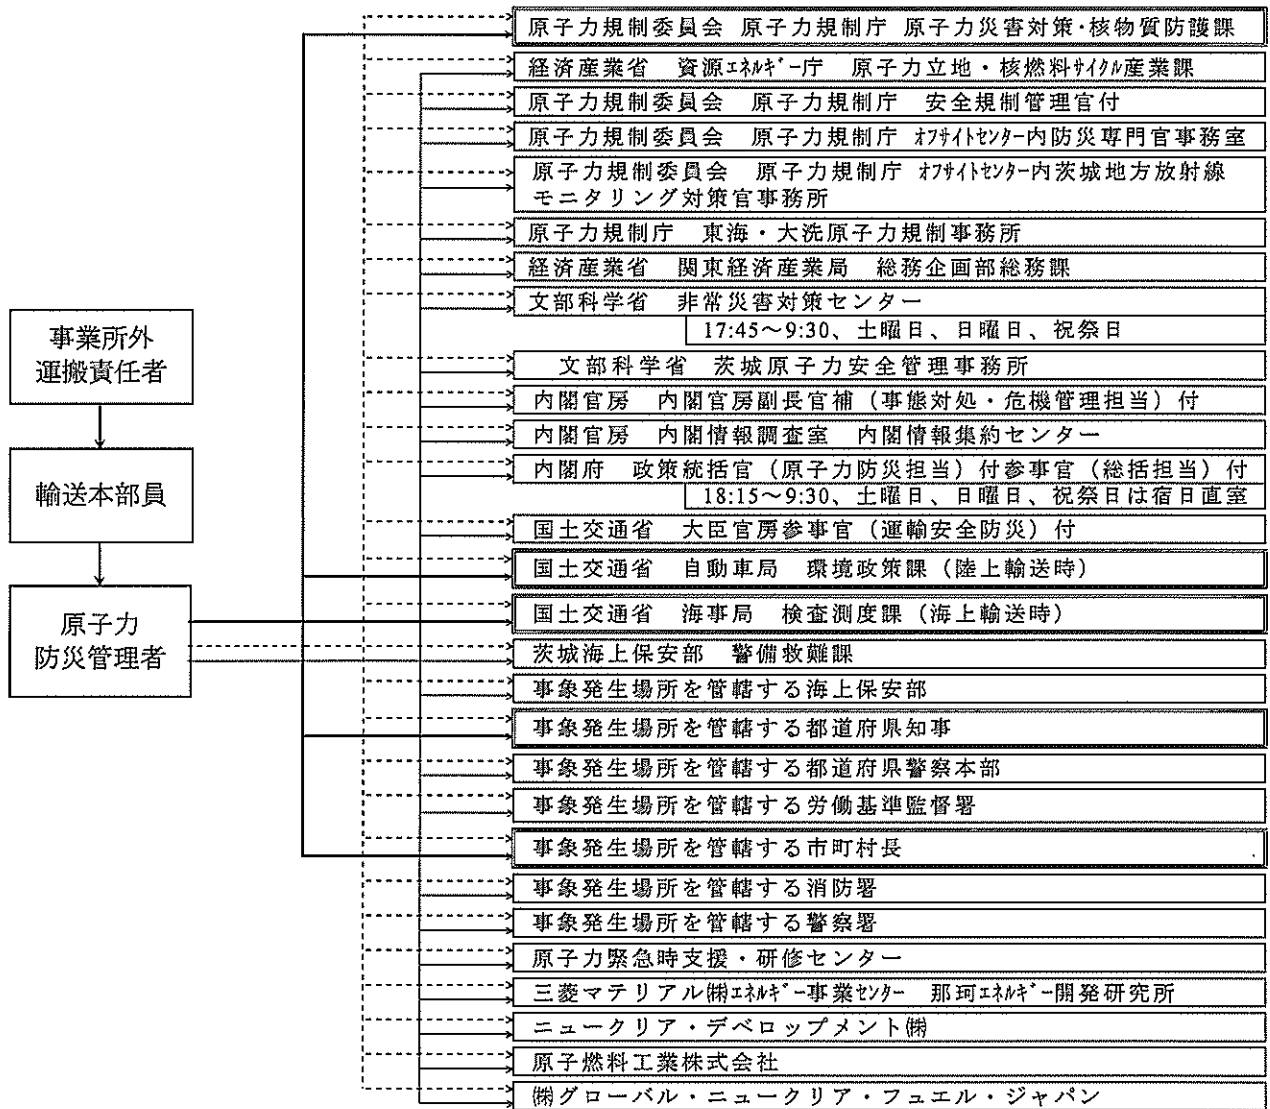 原子力規制委員会 原子力規制庁 原子力災害対策・核物質防護課
経済産業省 資源ｴﾈﾙｷﾞｰ庁 原子力立地・核燃料ｻｲｸﾙ産業課
原子力規制委員会 原子力規制庁 安全規制管理官付
原子力規制委員会 原子力規制庁 ｵﾌｻｲﾄｾﾝﾀｰ内防災専門官事務室
原子力規制委員会 原子力規制庁 ｵﾌｻｲﾄｾﾝﾀｰ内茨城地方放射線
モニタリング対策官事務所
原子力規制庁 東海・大洗原子力規制事務所
経済産業省 関東経済産業局 総務企画部総務課
文部科学省 非常災害対策センター
17:45～9:30、土曜日、日曜日、祝祭日
文部科学省 茨城原子力安全管理事務所
内閣官房 内閣官房副長官補（事態対処・危機管理担当）付
内閣官房 内閣情報調査室 内閣情報集約センター
内閣府 政策統括官（原子力防災担当）付参事官（総括担当）付
18:15～9:30、土曜日、日曜日、祝祭日は宿日直室
国土交通省 大臣官房参事官（運輸安全防災）付
国土交通省 自動車局 環境政策課（陸上輸送時）
国土交通省 海事局 検査測度課（海上輸送時）
茨城海上保安部 警備救難課
事象発生場所を管轄する海上保安部
事象発生場所を管轄する都道府県知事
事象発生場所を管轄する都道府県警察本部
事象発生場所を管轄する労働基準監督署
事象発生場所を管轄する市町村長
事象発生場所を管轄する消防署
事象発生場所を管轄する警察署
原子力緊急時支援・研修センター
三菱マテリアル㈱ｴﾈﾙｷﾞｰ事業ｾﾝﾀｰ 那珂ｴﾈﾙｷﾞｰ開発研究所
ニュークリア・デベロップメント㈱
原子燃料工業株式会社
㈱グローバル・ニュークリア・フュエル・ジャパン
事業所外
運搬責任者
輸送本部員
原子力
防災管理者